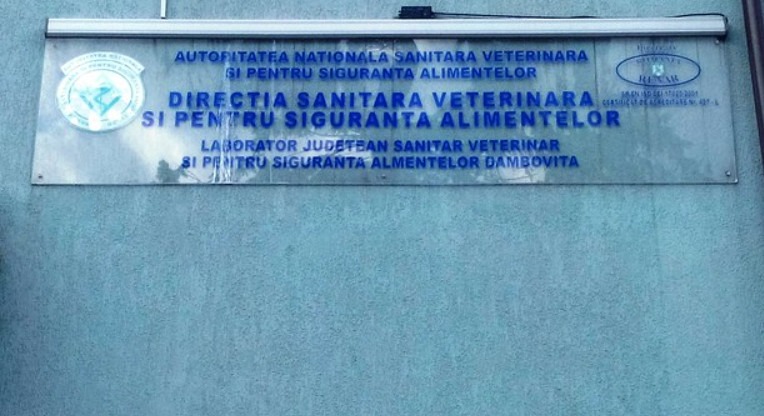 AUTORITATEA NATIONALA SANITARA VETERINARA
SI PENTRU SIGURANTA ALIMENTELOR
DIRECTIA SANITARA VETERINARA
SI PENTRU SIGURANTA ALIMENTELOR
LABORATOR JUDETEAN SANITAR VETERINAR
SI PENTRU SIGURANTA ALMENTELOR DAMBOVITA
RENAR